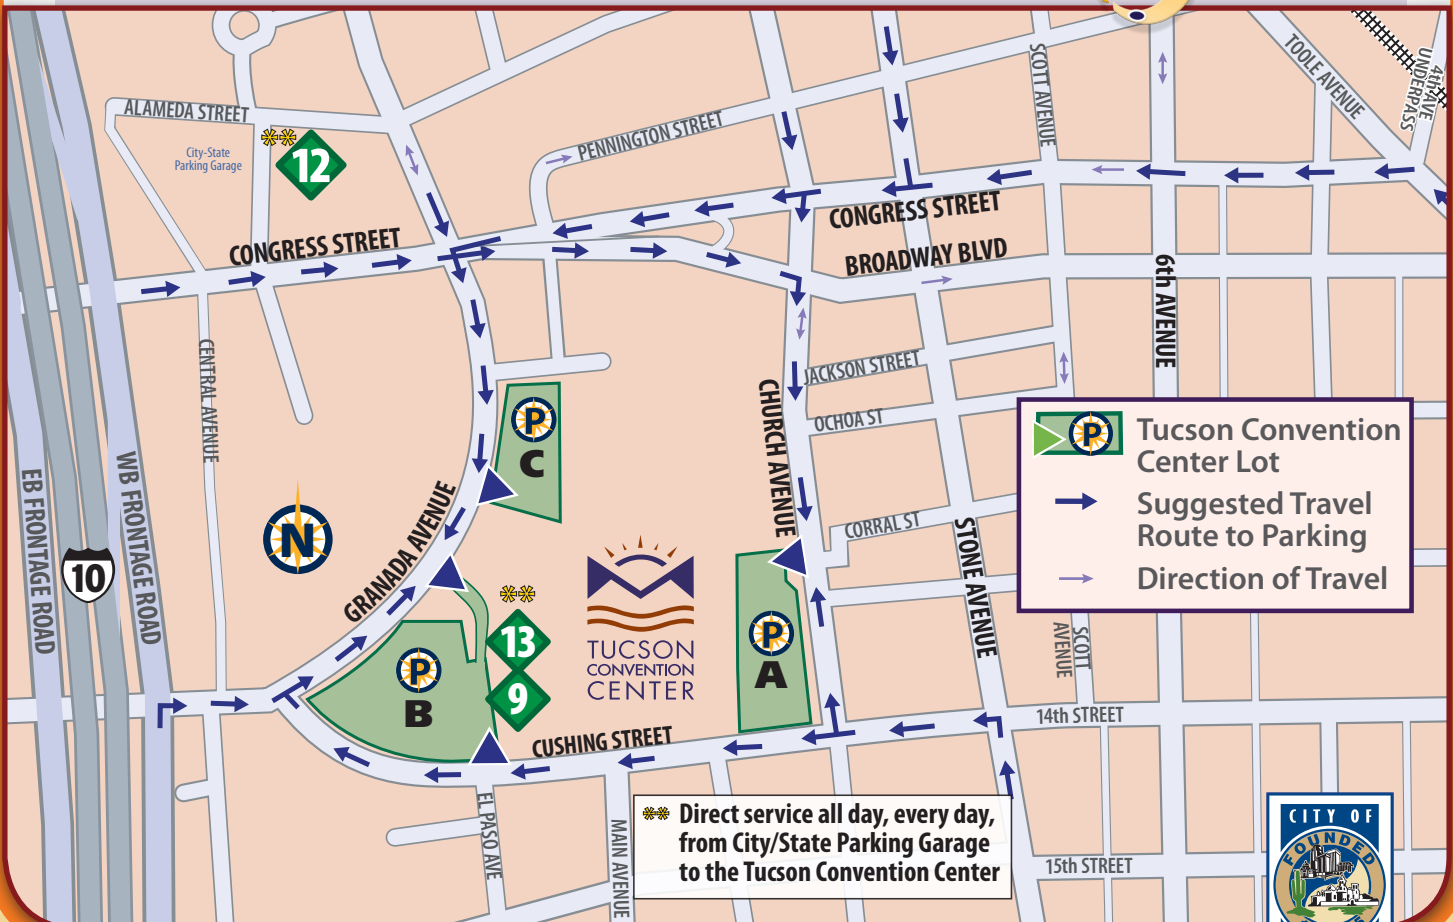 ALAMEDA STREET
City-State
Parking Garage
12
PENNINGTON STREET
SCOTT AVENUE
TOOLE AVENUE
4th AVE
UNDERPASS
CONGRESS STREET
CONGRESS STREET
BROADWAY BLVD
6th AVENUE
CENTRAL AVENUE
JACKSON STREET
OCHOA ST
CHURCH AVENUE
P
C
P
Tucson Convention
Center Lot
Suggested Travel
Route to Parking
Direction of Travel
EB FRONTAGE ROAD
10
WB FRONTAGE ROAD
N
GRANADA AVENUE
CORRAL ST
STONE AVENUE
13
9
TUCSON
CONVENTION
CENTER
P
A
P
B
SCOTT
AVENUE
14th STREET
CUSHING STREET
EL PASO AVE
MAIN AVENUE
** Direct service all day, every day,
from City/State Parking Garage
to the Tucson Convention Center
15th STREET
CITY OF
FOUNDED